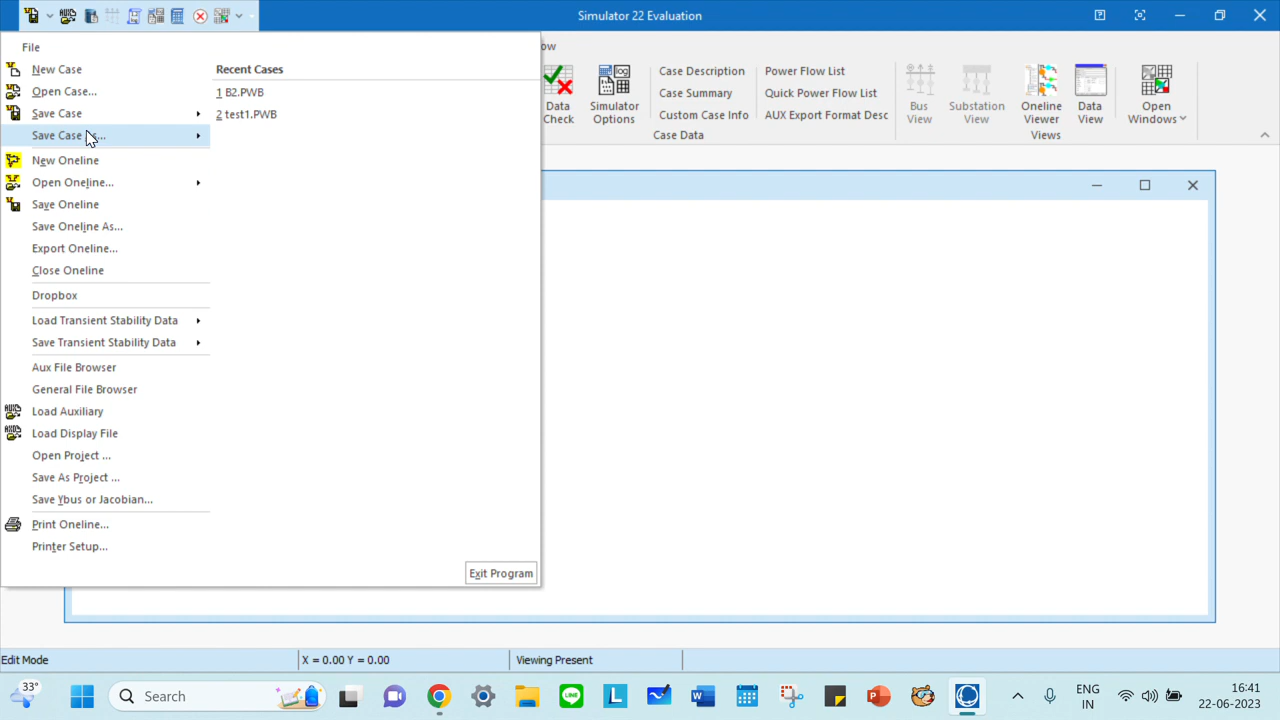 Simulator 22 Evaluation
File
New Case
Open Case...
Save Case
Save Case
New Oneline
Open Oneline...
Save Oneline
Save Oneline As...
Export Oneline...
Close Oneline
Dropbox
Load Transient Stability Data
Save Transient Stability Data
Aux File Browser
General File Browser
Load Auxiliary
Load Display File
Open Project ...
Save As Project ...
Save Ybus or Jacobian...
Print Oneline...
Printer Setup...
Recent Cases
1 B2.PWB
2 test1.PWB
Exit Program
Data Check
Simulator Options
Case Description
Case Summary
Custom Case Info
Power Flow List
Quick Power Flow List
AUX Export Format Desc
Case Data
Bus View
Substation View
Oneline Viewer
Data View
Open Windows
Views
Edit Mode
X = 0.00 Y = 0.00
Viewing Present
33°
Search
ENG
IN
16:41
22-06-2023